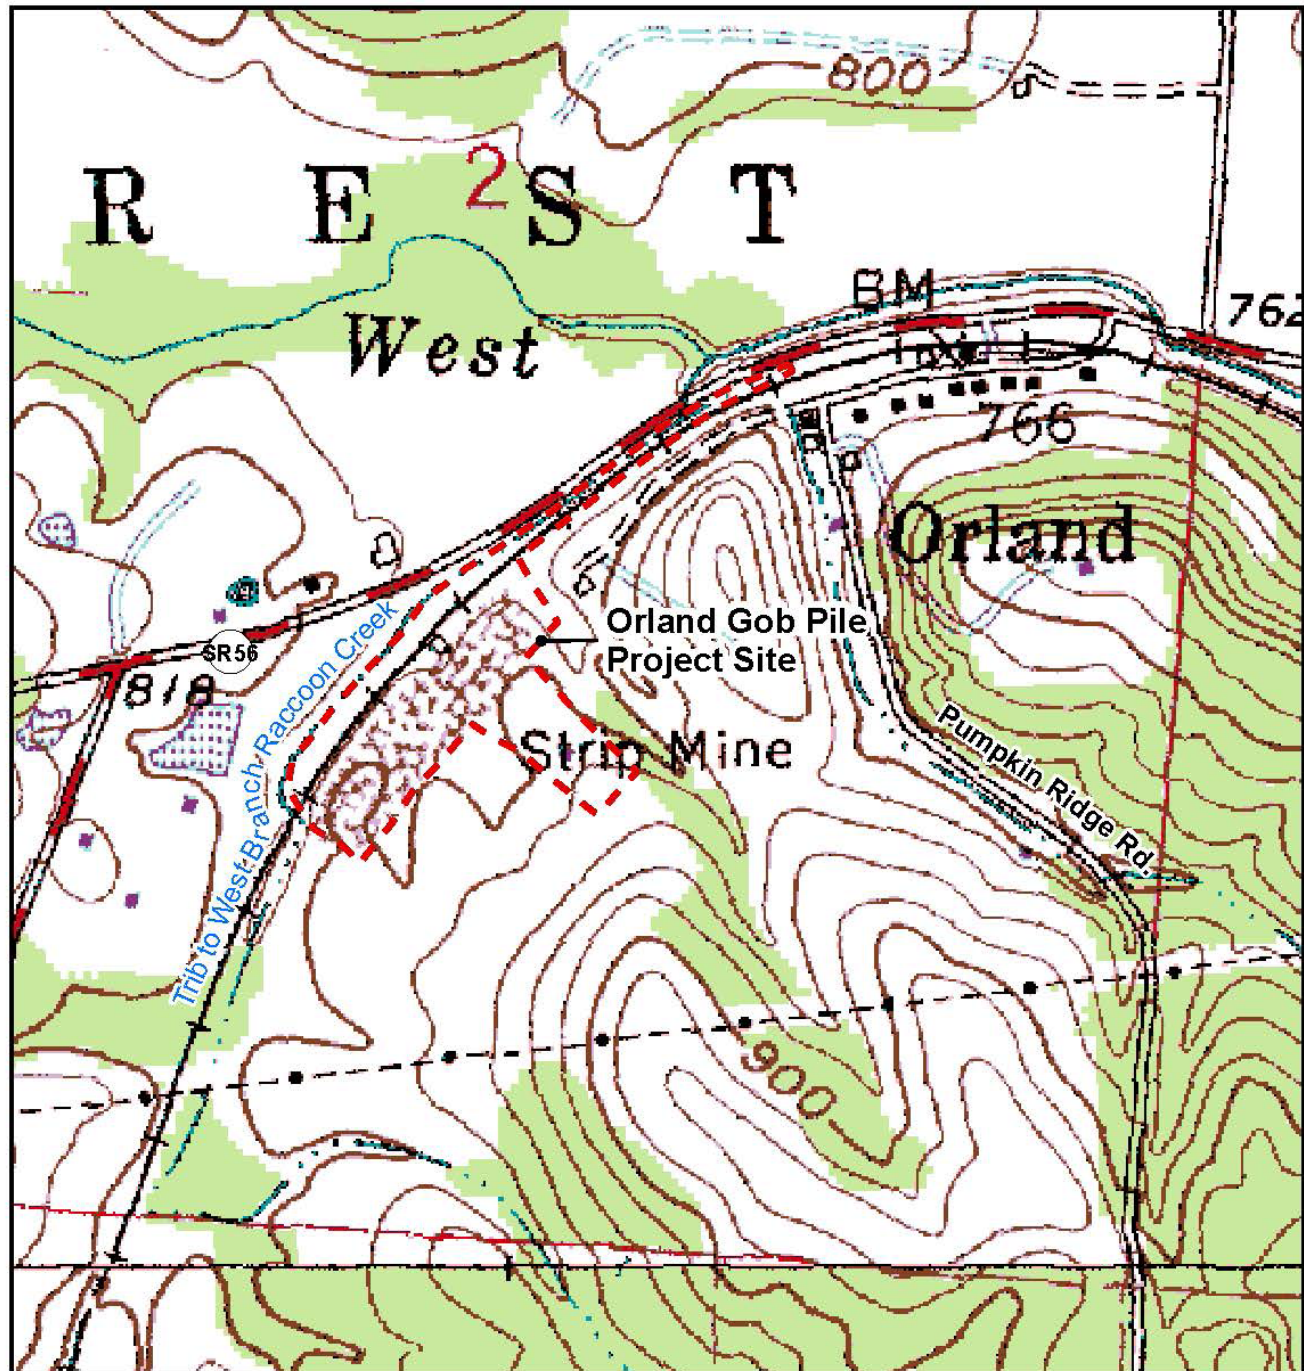 800
2
R E S T
BM
762
West
766
Orland
Orland Gob Pile
Project Site
SR56
818
Strip Mine
Trib to West Branch Raccoon Creek
Pumpkin Ridge Rd.
900